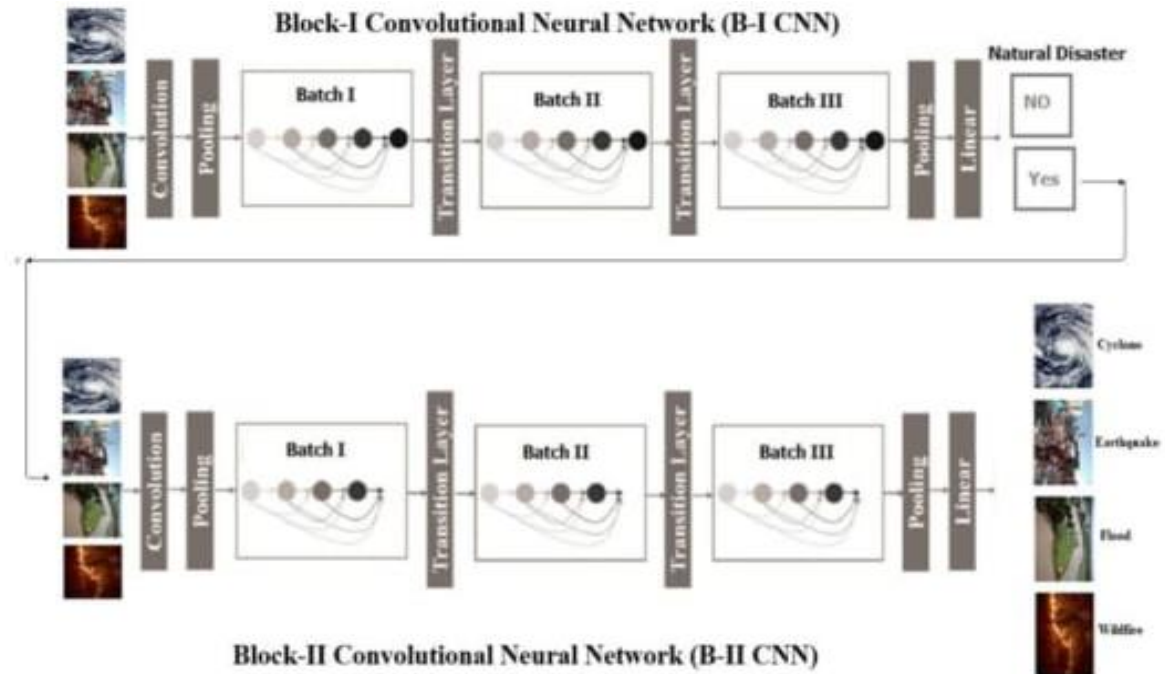 Block-I Convolutional Neural Network (B-I CNN)
Natural Disaster
Convolution
Pooling
Batch I
Transition Layer
Batch II
Transition Layer
Batch III
Pooling
Linear
NO
Yes
Convolution
Pooling
Batch I
Transition Layer
Batch II
Transition Layer
Batch III
Pooling
Linear
Cyclone
Earthquake
Flood
Wildfire
Block-II Convolutional Neural Network (B-II CNN)